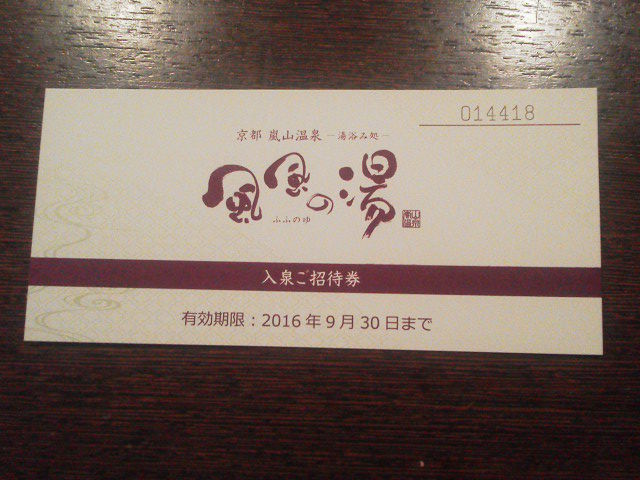 014418
京都 嵐山温泉 ─湯浴み処─
風風の湯
ふふのゆ
入泉ご招待券
有効期限：2016年9月30日まで